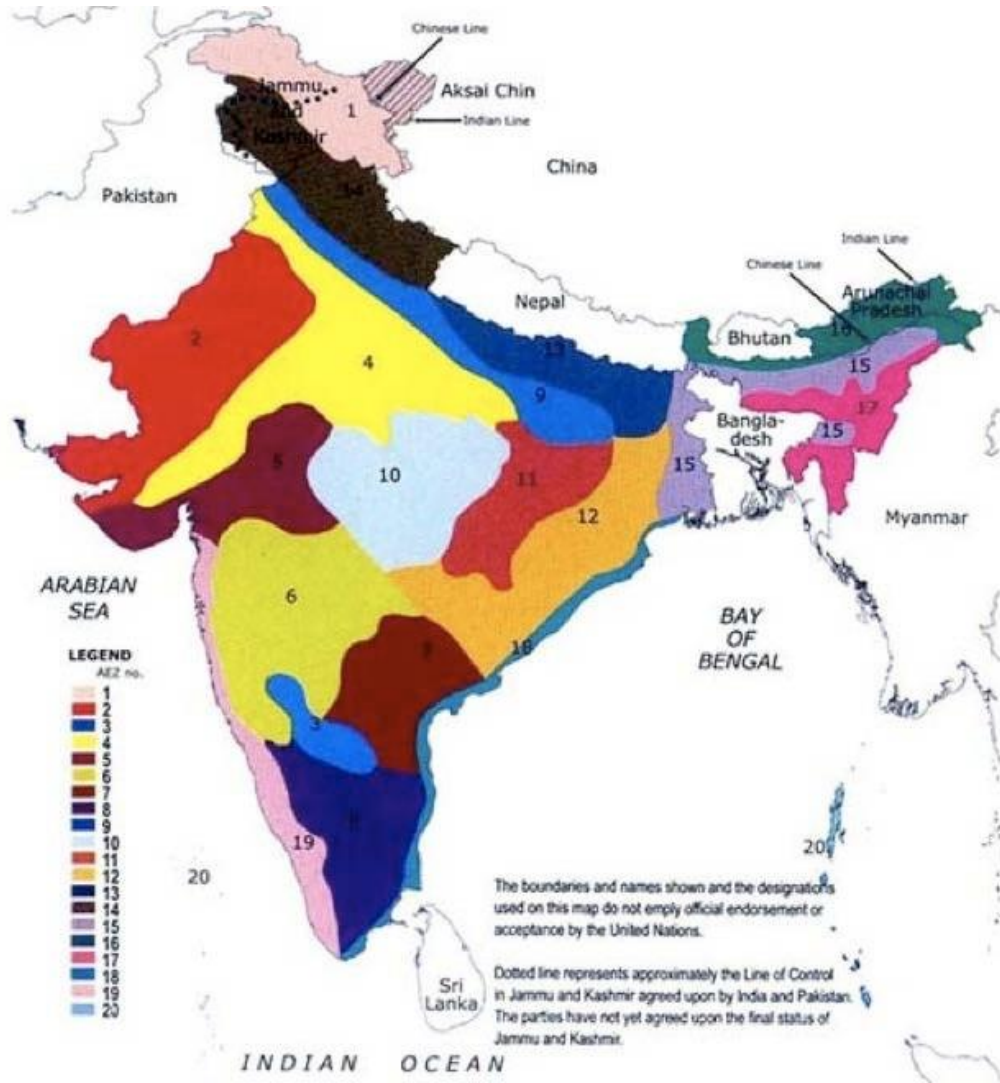 Chinese Line
Jammu
and
Kashmir
1
Aksai Chin
Indian Line
China
14
Pakistan
Indian Line
Chinese Line
Arunachal
Pradesh
Nepal
16
Bhutan
2
13
15
4
9
17
Bangla-
desh
15
5
10
11
15
12
Myanmar
ARABIAN
SEA
6
BAY
OF
BENGAL
7
18
LEGEND
AEZ no.
1
2
3
4
5
6
7
8
9
10
11
12
13
14
15
16
17
18
19
20
3
8
19
20
20
The boundaries and names shown and the designations
used on this map do not emply official endorsement or
acceptance by the United Nations.
Dotted line represents approximately the Line of Control
in Jammu and Kashmir agreed upon by India and Pakistan.
The parties have not yet agreed upon the final status of
Jammu and Kashmir.
Sri
Lanka
INDIAN OCEAN